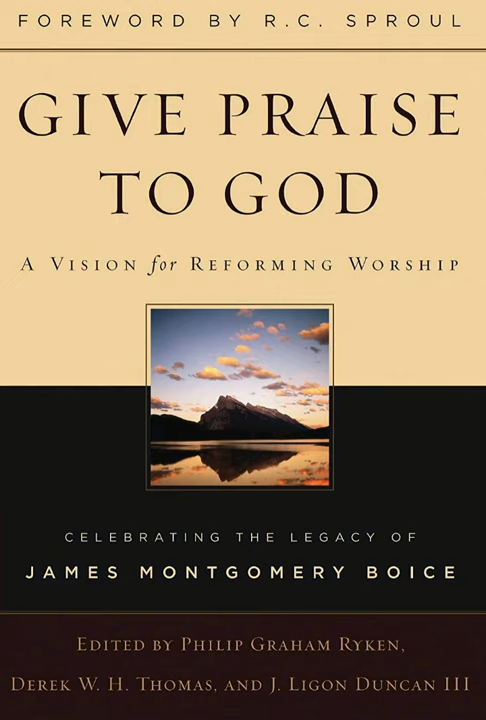 FOREWORD BY R.C. SPROUL
GIVE PRAISE
TO GOD
A VISION for REFORMING WORSHIP
CELEBRATING THE LEGACY OF
JAMES MONTGOMERY BOICE
EDITED BY PHILIP GRAHAM RYKEN,
DEREK W. H. THOMAS, AND J. LIGON DUNCAN III